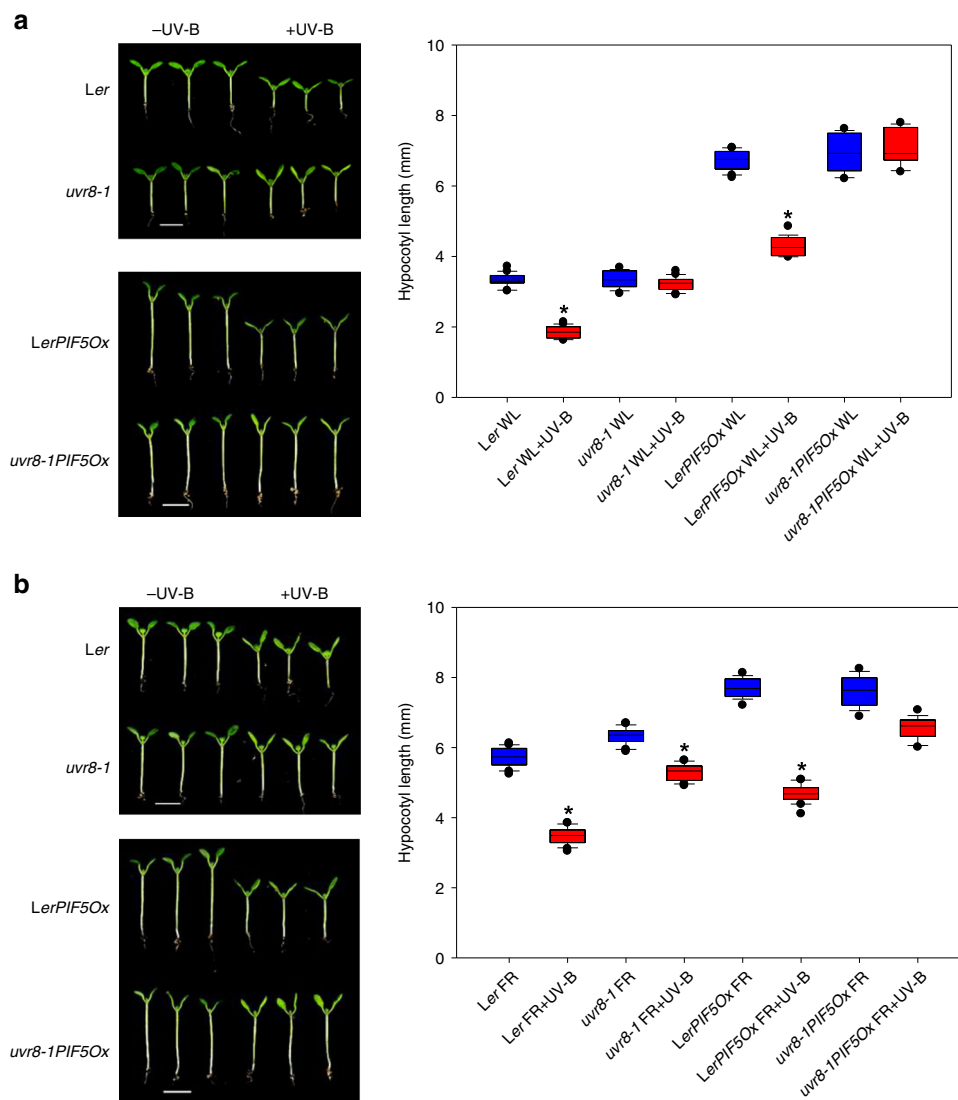 a
–UV-B +UV-B
Ler
uvr8-1
LerPIF5Ox
uvr8-1PIF5Ox
Hypocotyl length (mm)
10
8
6
4
2
0
*
*
Ler WL
Ler WL+UV-B
uvr8-1 WL
uvr8-1 WL+UV-B
LerPIF5Ox WL
LerPIF5Ox WL+UV-B
uvr8-1PIF5Ox WL
uvr8-1PIF5Ox WL+UV-B
b
–UV-B +UV-B
Ler
uvr8-1
LerPIF5Ox
uvr8-1PIF5Ox
Hypocotyl length (mm)
10
8
6
4
2
0
*
*
*
Ler FR
Ler FR+UV-B
uvr8-1 FR
uvr8-1 FR+UV-B
LerPIF5Ox FR
LerPIF5Ox FR+UV-B
uvr8-1PIF5Ox FR
uvr8-1PIF5Ox FR+UV-B